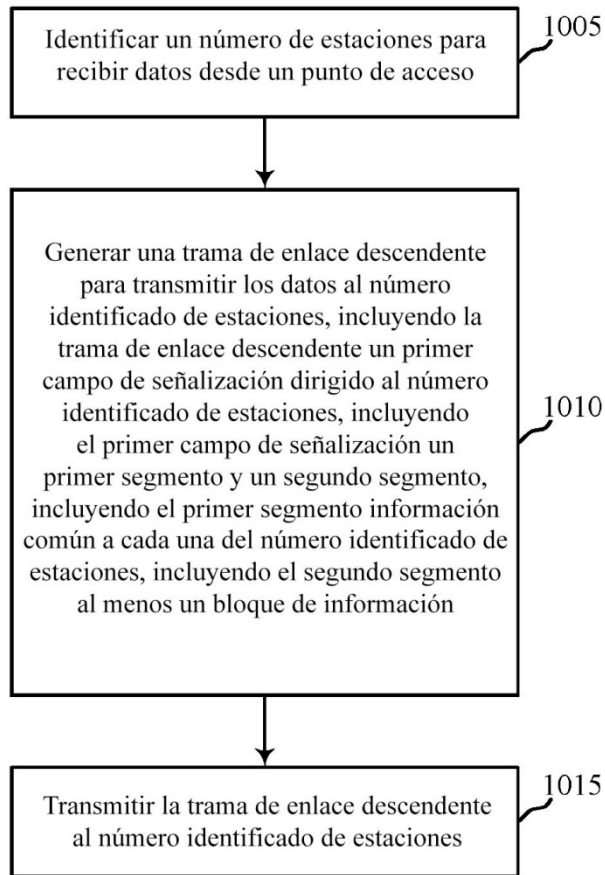 Identificar un número de estaciones para
recibir datos desde un punto de acceso
1005
Generar una trama de enlace descendente
para transmitir los datos al número
identificado de estaciones, incluyendo la
trama de enlace descendente un primer
campo de señalización dirigido al número
identificado de estaciones, incluyendo
el primer campo de señalización un
primer segmento y un segundo segmento,
incluyendo el primer segmento información
común a cada una del número identificado de
estaciones, incluyendo el segundo segmento
al menos un bloque de información
1010
Transmitir la trama de enlace descendente
al número identificado de estaciones
1015